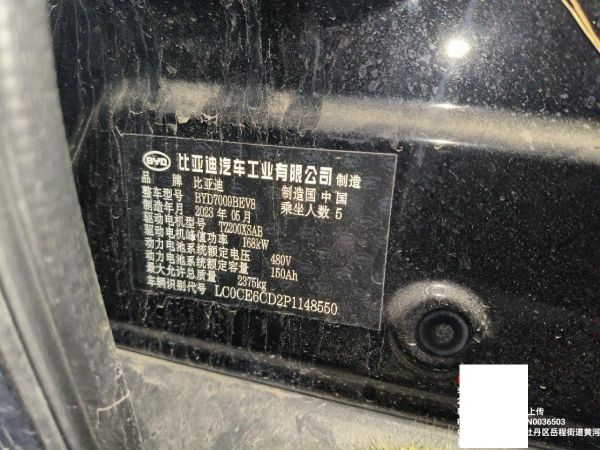 BYD 比亚迪汽车工业有限公司 制造
品 牌 比亚迪 制造国 中国
整车型号 BYD7009BEV8 乘坐人数 5
制造年月 2023 年 05 月
驱动电机型号 TZ200XSAB
驱动电机峰值功率 168kW
动力电池系统额定电压 480V
动力电池系统额定容量 150Ah
最大允许总质量 2375kg
车辆识别代号 LC0CE6CD2P1148550
上传
N0036503
牡丹区岳程街道黄河